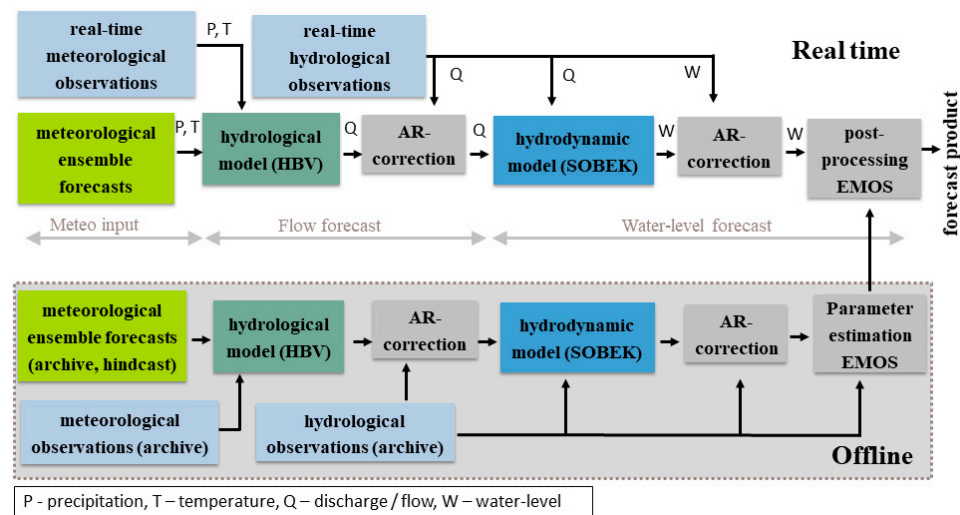 real-time
meteorological
observations
P, T
real-time
hydrological
observations
Q
Q
W
Real time
meteorological
ensemble
forecasts
P, T
hydrological
model (HBV)
Q
AR-
correction
Q
hydrodynamic
model (SOBEK)
W
AR-
correction
W
post-
processing
EMOS
forecast product
Meteo input
Flow forecast
Water-level forecast
meteorological
ensemble forecasts
(archive, hindcast)
hydrological
model (HBV)
AR-
correction
hydrodynamic
model (SOBEK)
AR-
correction
Parameter
estimation
EMOS
meteorological
observations (archive)
hydrological
observations (archive)
Offline
P - precipitation, T – temperature, Q – discharge / flow, W – water-level